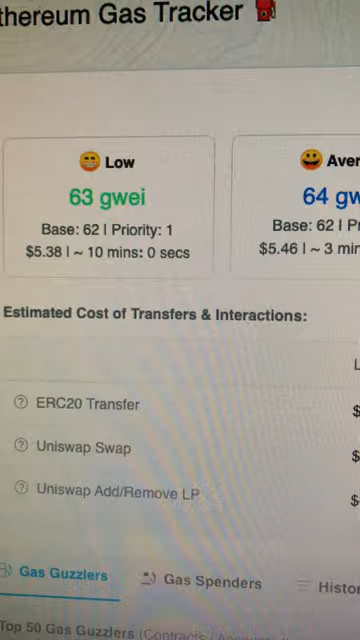 thereum Gas Tracker
Low
63 gwei
Base: 62 | Priority: 1
$5.38 | ~ 10 mins: 0 secs
Aver
64 gw
Base: 62 | Pr
$5.46 | ~ 3 mir
Estimated Cost of Transfers & Interactions:
L
ERC20 Transfer
$
Uniswap Swap
$
Uniswap Add/Remove LP
$
Gas Guzzlers
Gas Spenders
Histor
Top 50 Gas Guzzlers (Contracts /